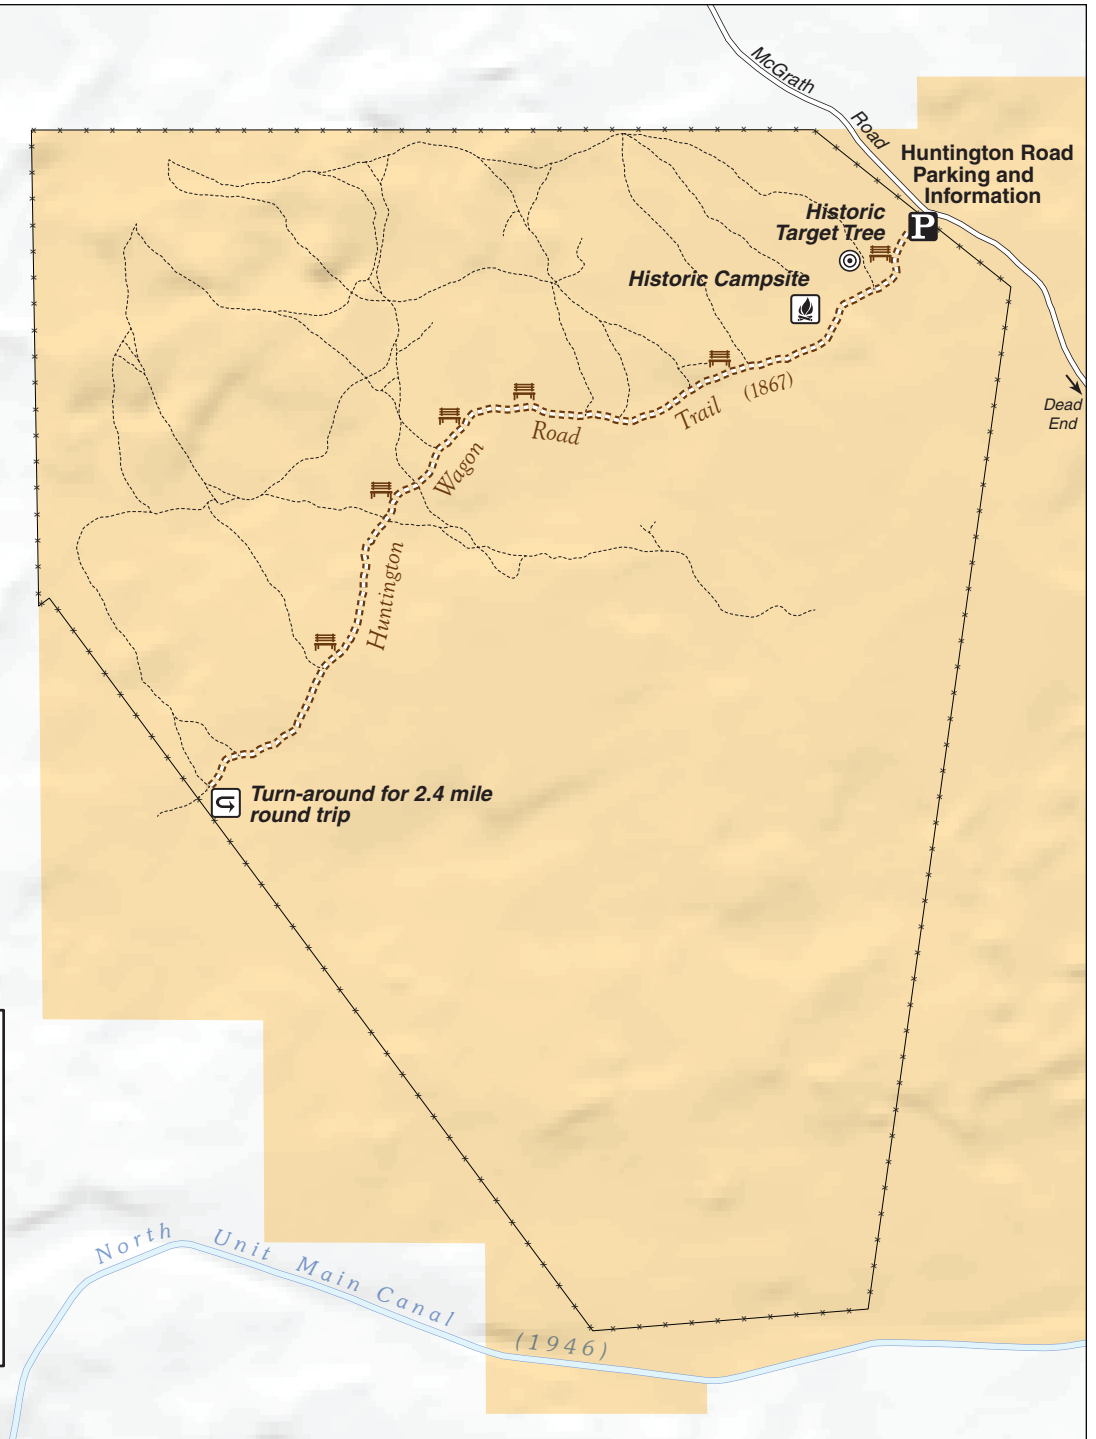 McGrath
Road
Huntington Road
Parking and
Information
P
Historic
Target Tree
Historic Campsite
Dead
End
Huntington
Wagon
Road
Trail
(1867)
Turn-around for 2.4 mile
round trip
North Unit Main Canal
(1946)